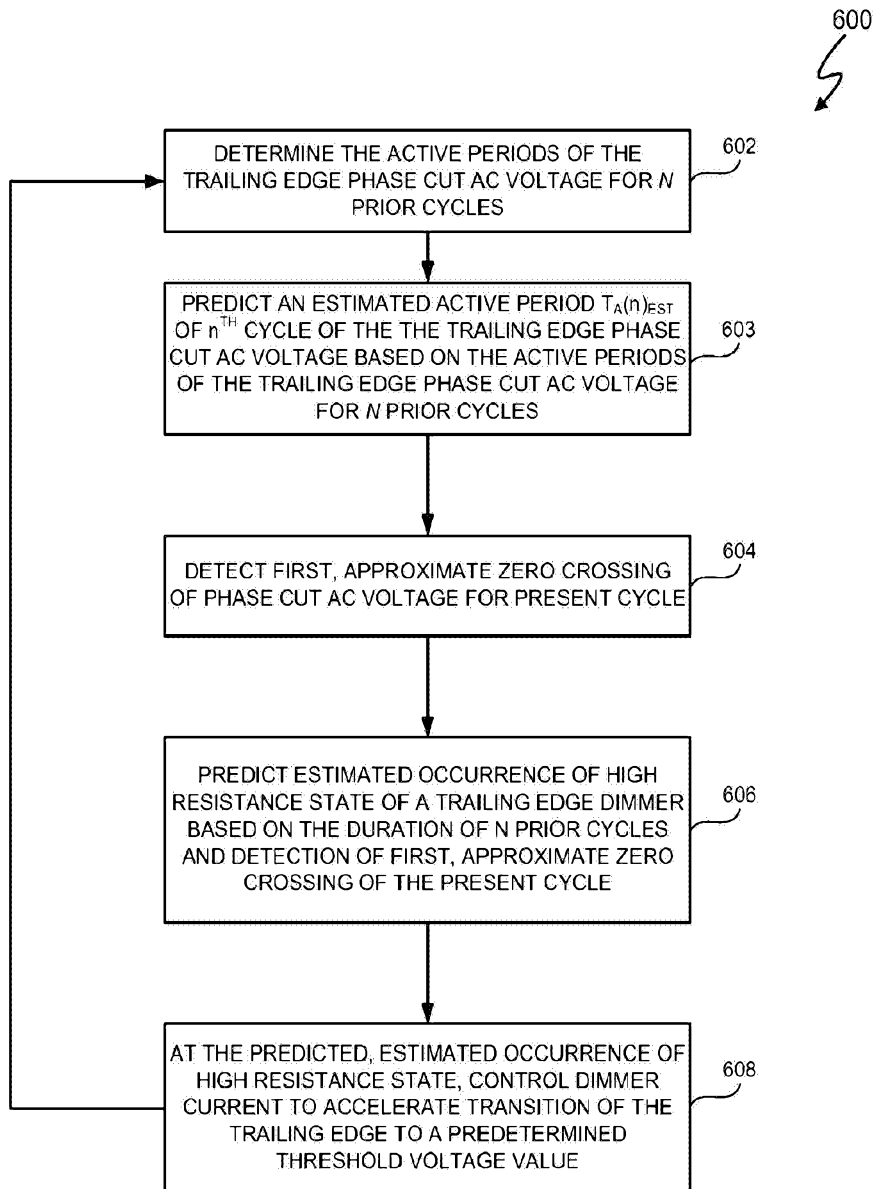 600
DETERMINE THE ACTIVE PERIODS OF THE
TRAILING EDGE PHASE CUT AC VOLTAGE FOR N
PRIOR CYCLES
602
PREDICT AN ESTIMATED ACTIVE PERIOD TA(n)EST
OF nTH CYCLE OF THE THE TRAILING EDGE PHASE
CUT AC VOLTAGE BASED ON THE ACTIVE PERIODS
OF THE TRAILING EDGE PHASE CUT AC VOLTAGE
FOR N PRIOR CYCLES
603
DETECT FIRST, APPROXIMATE ZERO CROSSING
OF PHASE CUT AC VOLTAGE FOR PRESENT CYCLE
604
PREDICT ESTIMATED OCCURRENCE OF HIGH
RESISTANCE STATE OF A TRAILING EDGE DIMMER
BASED ON THE DURATION OF N PRIOR CYCLES
AND DETECTION OF FIRST, APPROXIMATE ZERO
CROSSING OF THE PRESENT CYCLE
606
AT THE PREDICTED, ESTIMATED OCCURRENCE OF
HIGH RESISTANCE STATE, CONTROL DIMMER
CURRENT TO ACCELERATE TRANSITION OF THE
TRAILING EDGE TO A PREDETERMINED
THRESHOLD VOLTAGE VALUE
608